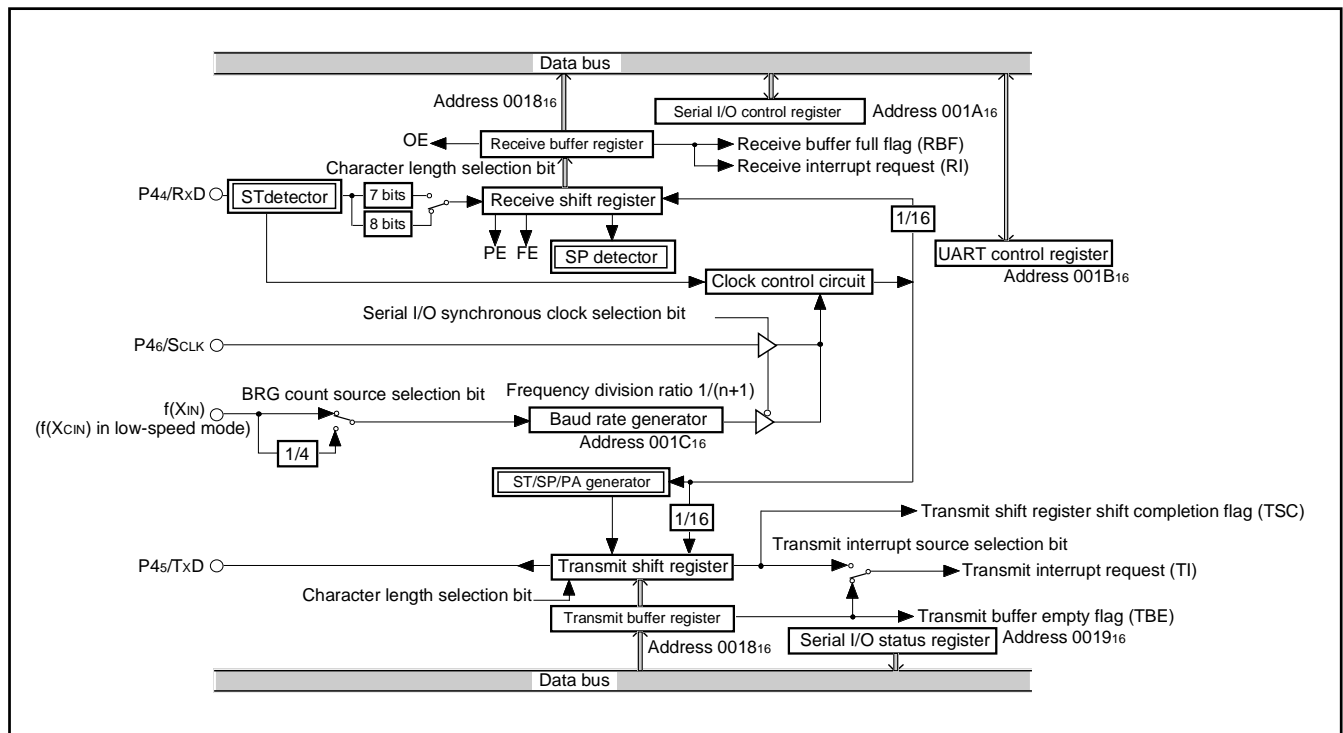 Data bus
Address 001816
Serial I/O control register
Address 001A16
OE
Receive buffer register
Receive buffer full flag (RBF)
Receive interrupt request (RI)
Character length selection bit
P44/RXD
STdetector
7 bits
8 bits
Receive shift register
1/16
PE
FE
SP detector
UART control register
Address 001B16
Clock control circuit
Serial I/O synchronous clock selection bit
P46/SCLK
BRG count source selection bit
Frequency division ratio 1/(n+1)
f(XIN)
(f(XCIN) in low-speed mode)
1/4
Baud rate generator
Address 001C16
ST/SP/PA generator
1/16
Transmit shift register shift completion flag (TSC)
Transmit interrupt source selection bit
P45/TXD
Transmit shift register
Transmit interrupt request (TI)
Character length selection bit
Transmit buffer register
Transmit buffer empty flag (TBE)
Address 001816
Serial I/O status register
Address 001916
Data bus